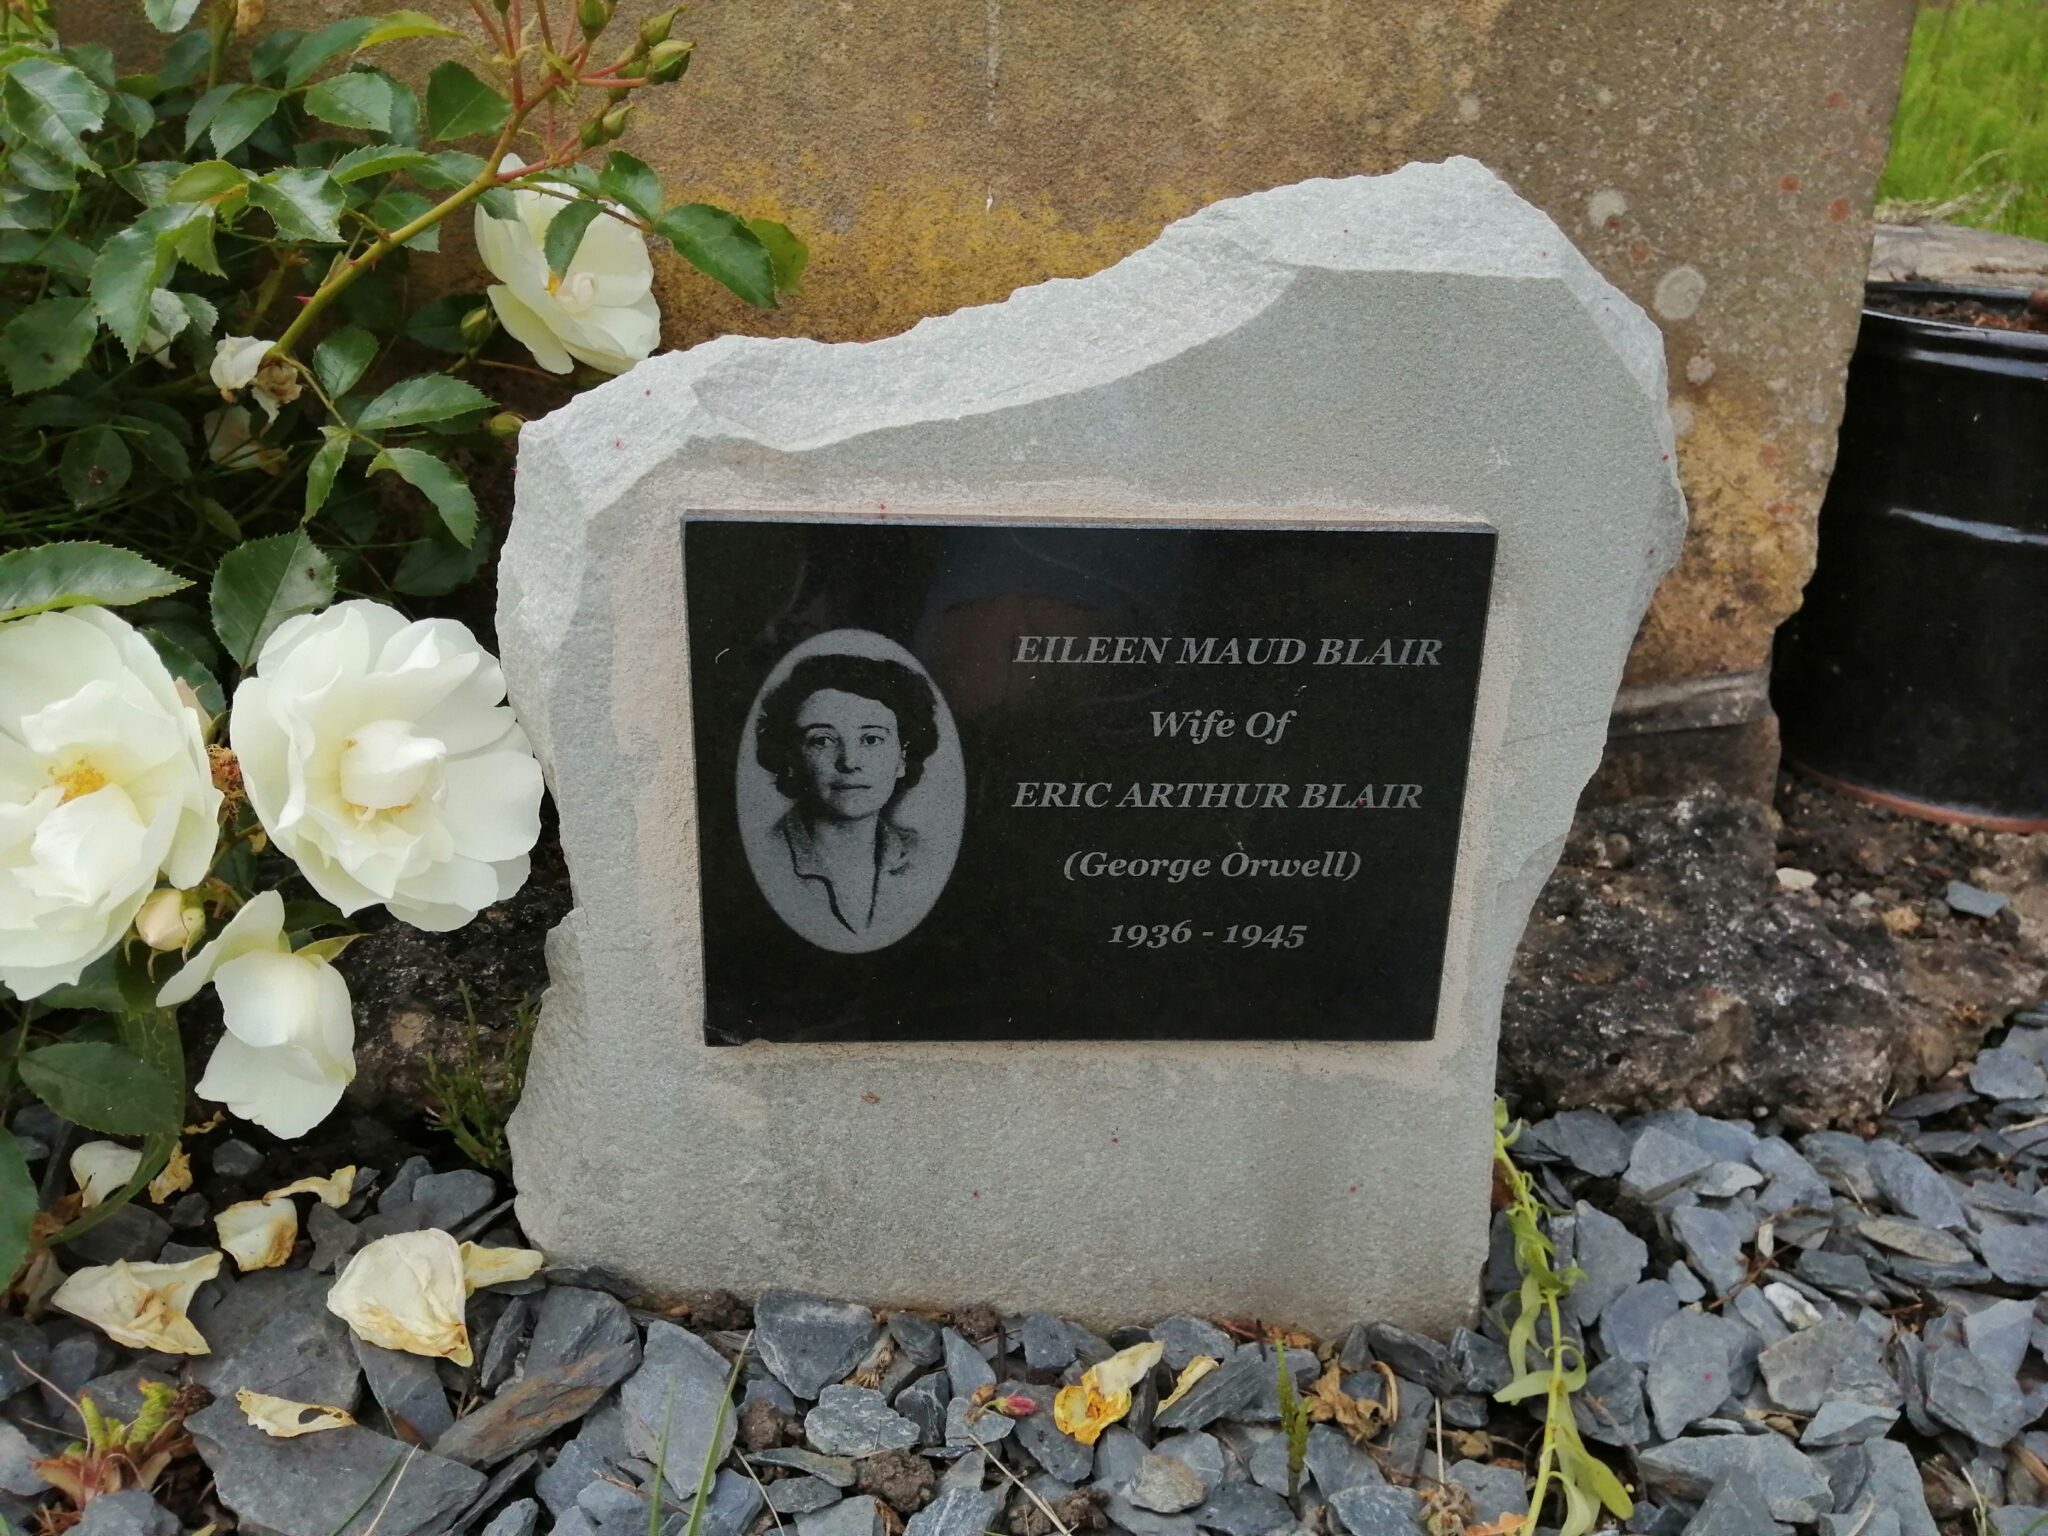 EILEEN MAUD BLAIR
Wife Of
ERIC ARTHUR BLAIR
(George Orwell)
1936 - 1945